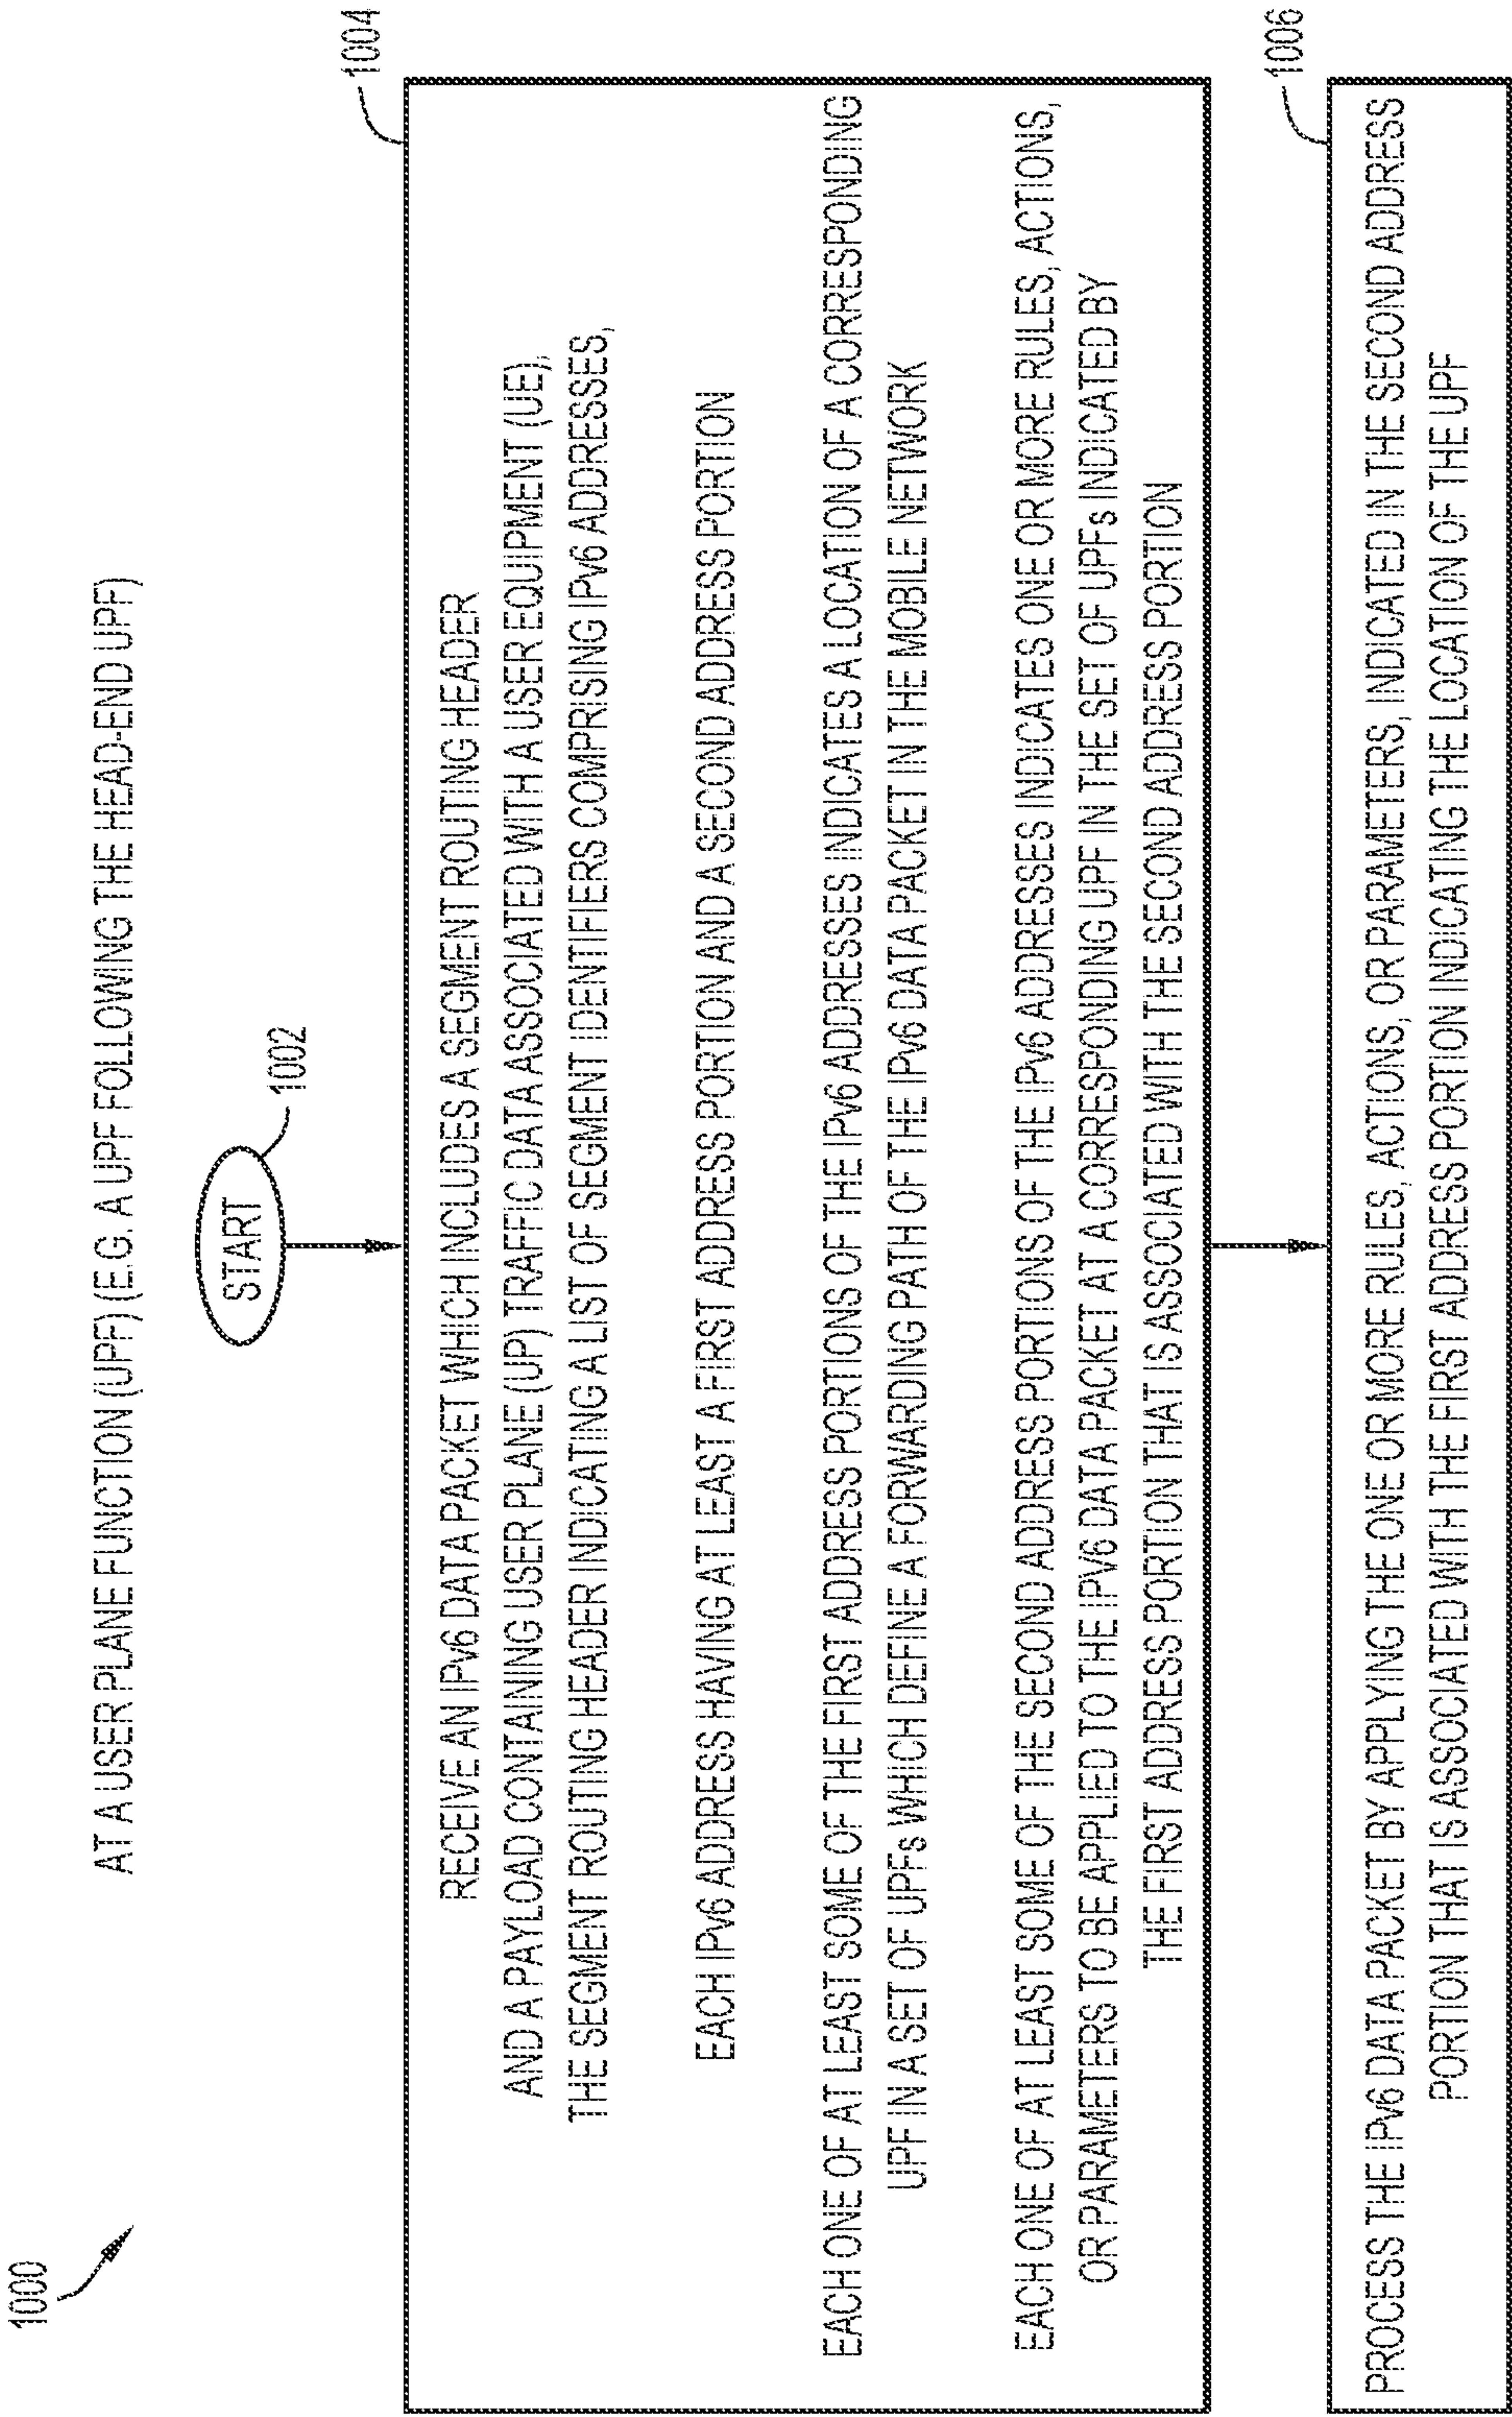 1000
AT A USER PLANE FUNCTION (UPF) (E.G. A UPF FOLLOWING THE HEAD-END UPF)
START
1002
1004
RECEIVE AN IPv6 DATA PACKET WHICH INCLUDES A SEGMENT ROUTING HEADER
AND A PAYLOAD CONTAINING USER PLANE (UP) TRAFFIC DATA ASSOCIATED WITH A USER EQUIPMENT (UE),
THE SEGMENT ROUTING HEADER INDICATING A LIST OF SEGMENT IDENTIFIERS COMPRISING IPv6 ADDRESSES,
EACH IPv6 ADDRESS HAVING AT LEAST A FIRST ADDRESS PORTION AND A SECOND ADDRESS PORTION
EACH ONE OF AT LEAST SOME OF THE FIRST ADDRESS PORTIONS OF THE IPv6 ADDRESSES INDICATES A LOCATION OF A CORRESPONDING
UPF IN A SET OF UPFs WHICH DEFINE A FORWARDING PATH OF THE IPv6 DATA PACKET IN THE MOBILE NETWORK
EACH ONE OF AT LEAST SOME OF THE SECOND ADDRESS PORTIONS OF THE IPv6 ADDRESSES INDICATES ONE OR MORE RULES, ACTIONS,
OR PARAMETERS TO BE APPLIED TO THE IPV6 DATA PACKET AT A CORRESPONDING UPF IN THE SET OF UPFs INDICATED BY
THE FIRST ADDRESS PORTION THAT IS ASSOCIATED WITH THE SECOND ADDRESS PORTION
1006
PROCESS THE IPv6 DATA PACKET BY APPLYING THE ONE OR MORE RULES, ACTIONS, OR PARAMETERS, INDICATED IN THE SECOND ADDRESS
PORTION THAT IS ASSOCIATED WITH THE FIRST ADDRESS PORTION INDICATING THE LOCATION OF THE UPF